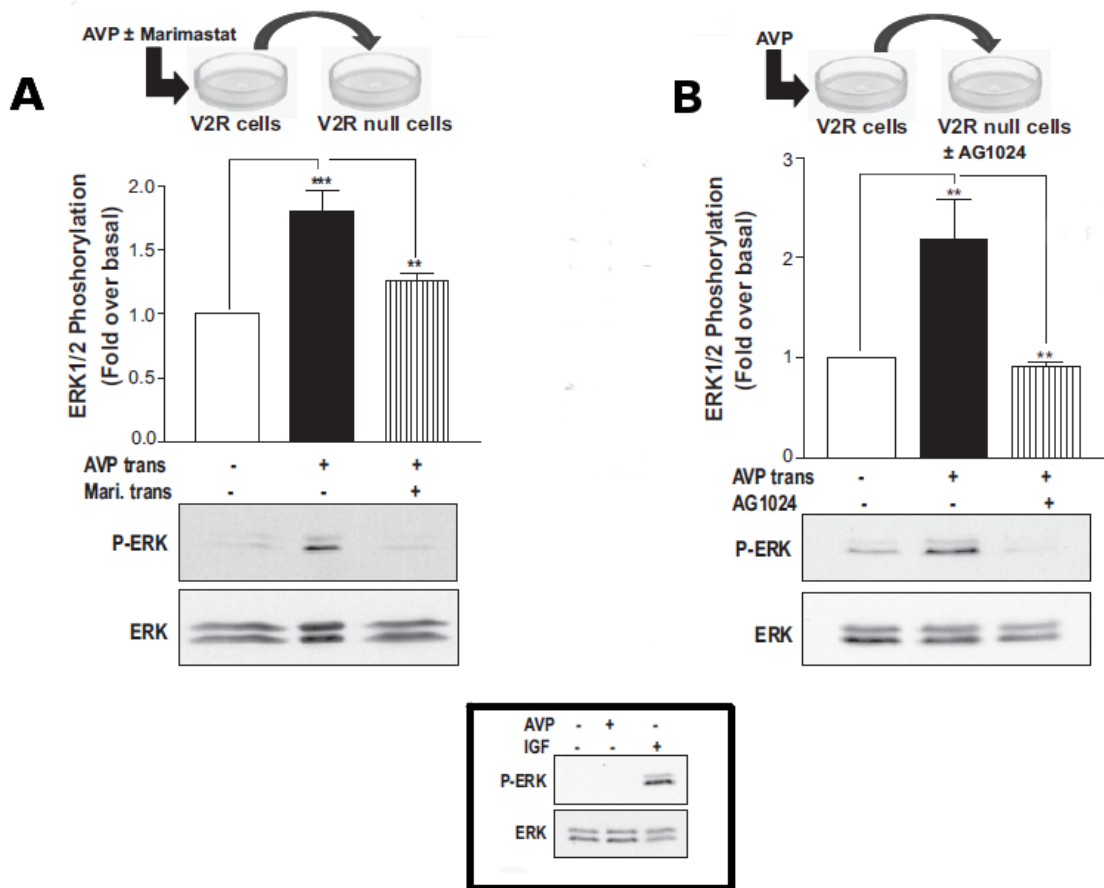 A
AVP ± Marimastat
V2R cells V2R null cells
ERK1/2 Phoshorylation
(Fold over basal)
2.0
1.5
1.0
0.5
0.0
***
**
AVP trans - + +
Mari. trans - - +
P-ERK
ERK
B
AVP
V2R cells V2R null cells
± AG1024
ERK1/2 Phoshorylation
(Fold over basal)
3
2
1
0
**
**
AVP trans - + +
AG1024 - - +
P-ERK
ERK
AVP - + -
IGF - - +
P-ERK
ERK